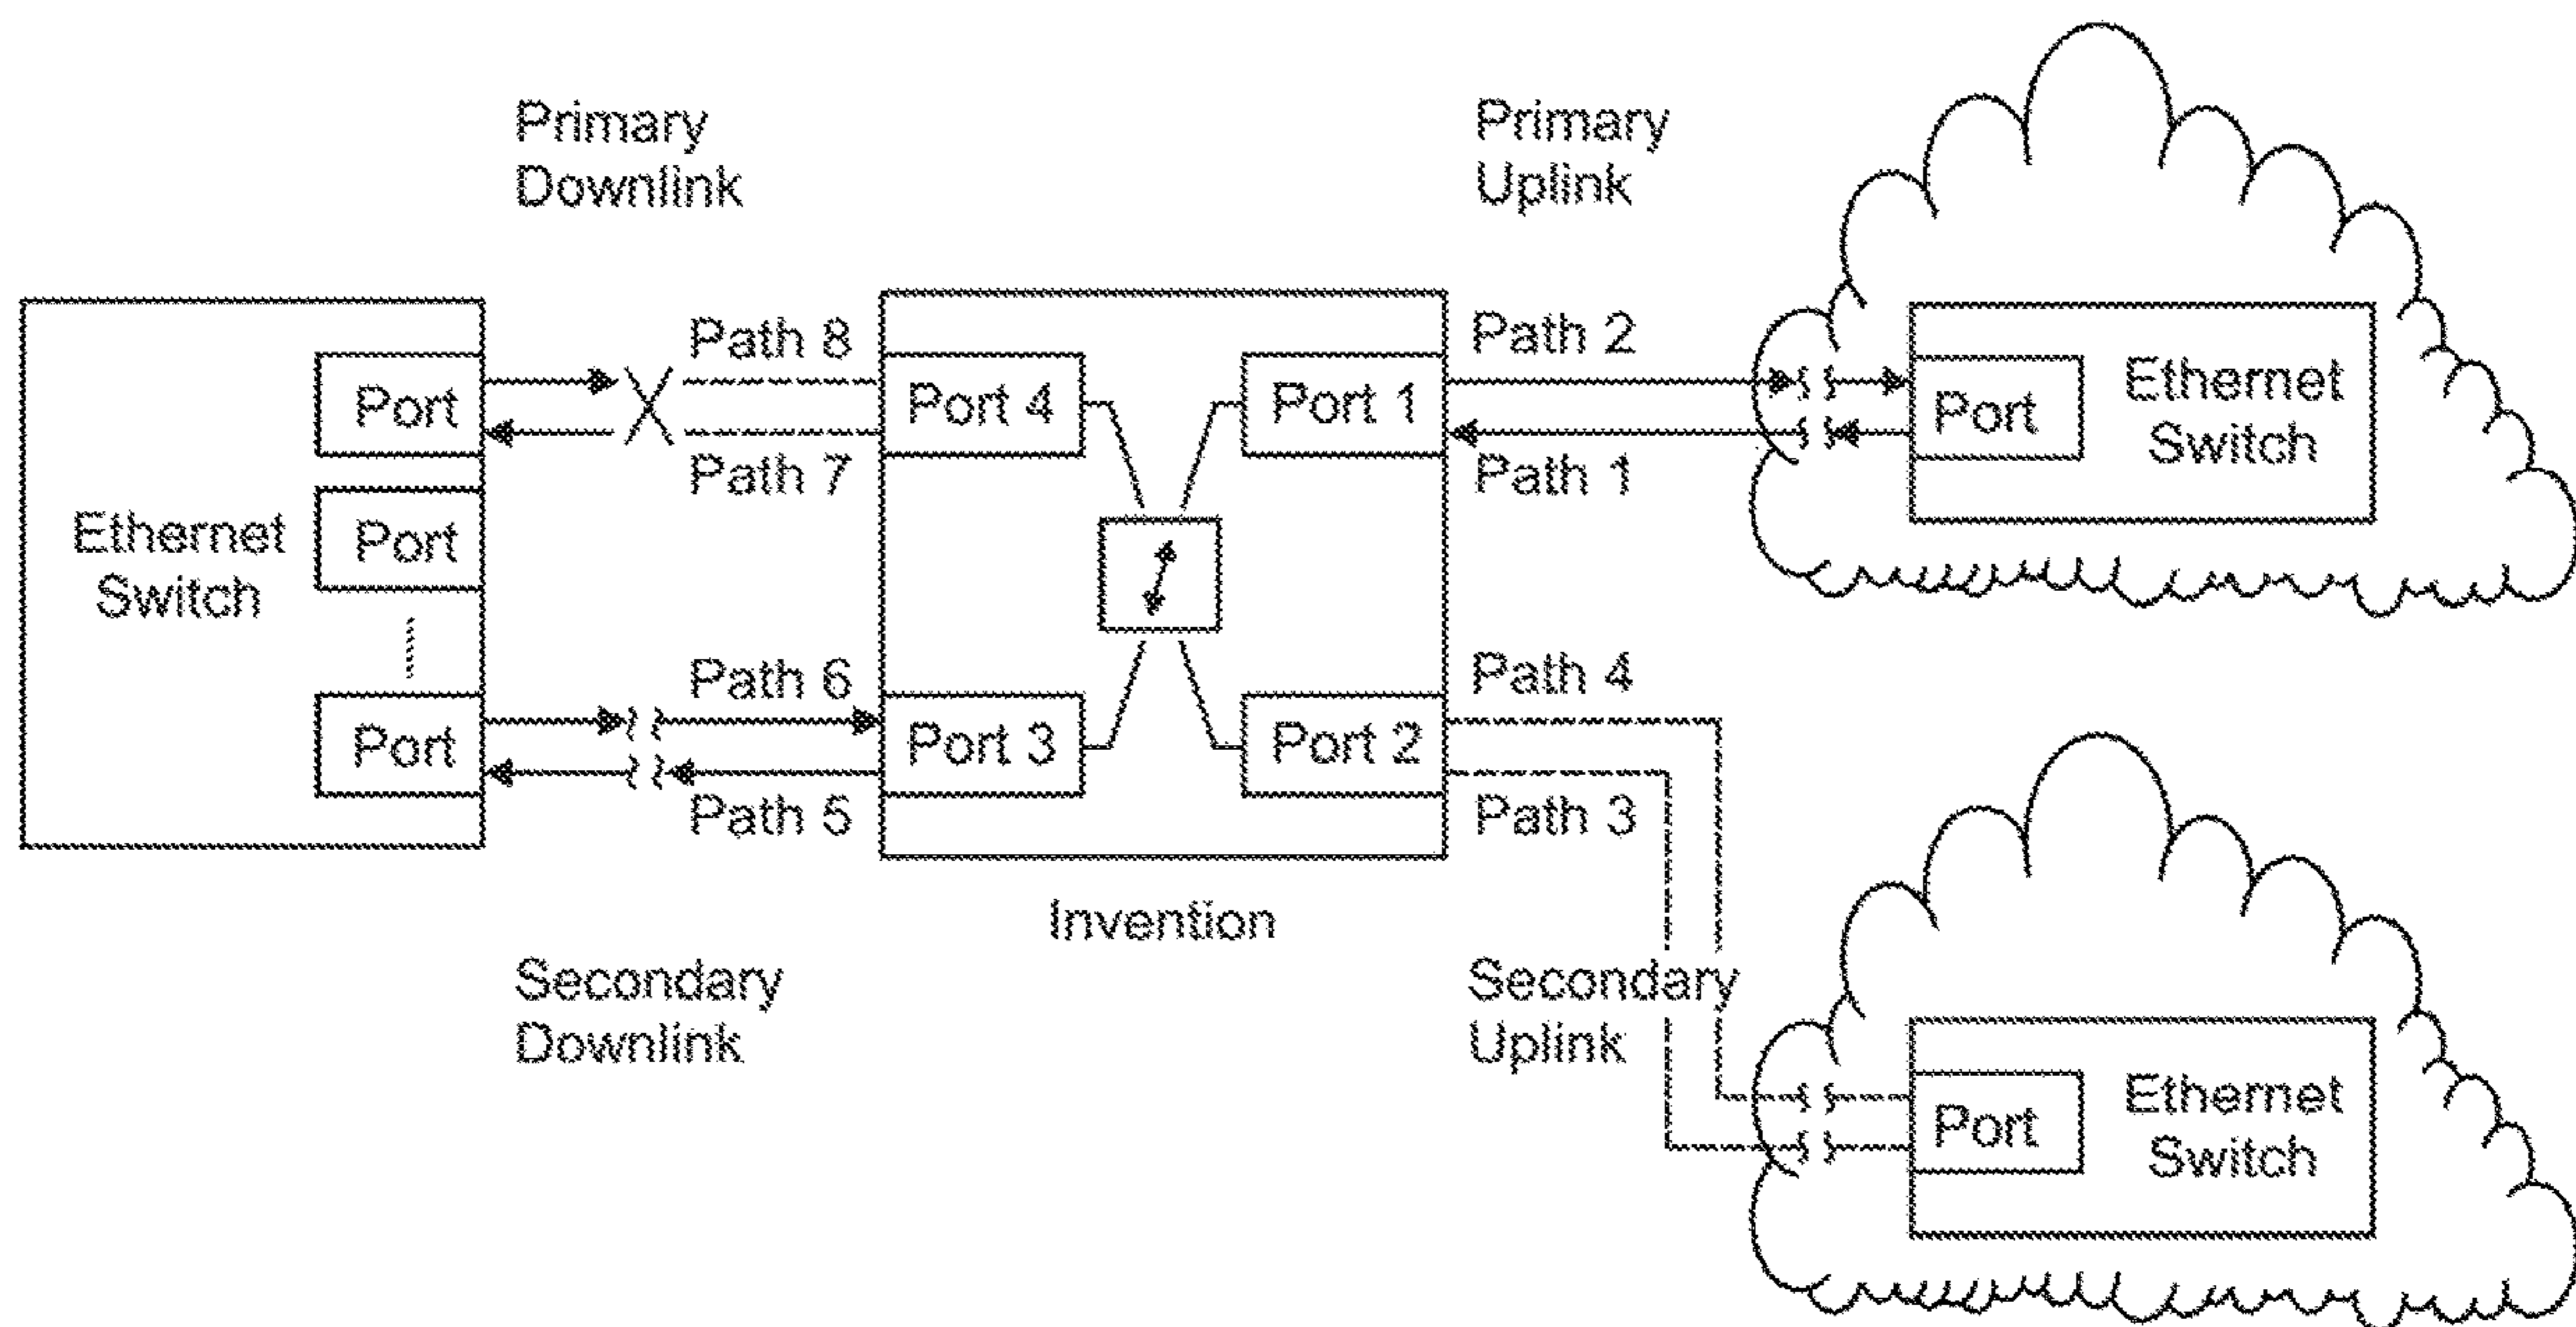 Primary
Downlink
Primary
Uplink
Path 8
Path 2
Port
Port 4
Port 1
Port
Ethernet
Switch
Path 7
Path 1
Ethernet
Switch
Port
Path 6
Path 4
Port
Port 3
Port 2
Path 5
Path 3
Invention
Secondary
Downlink
Secondary
Uplink
Port
Ethernet
Switch